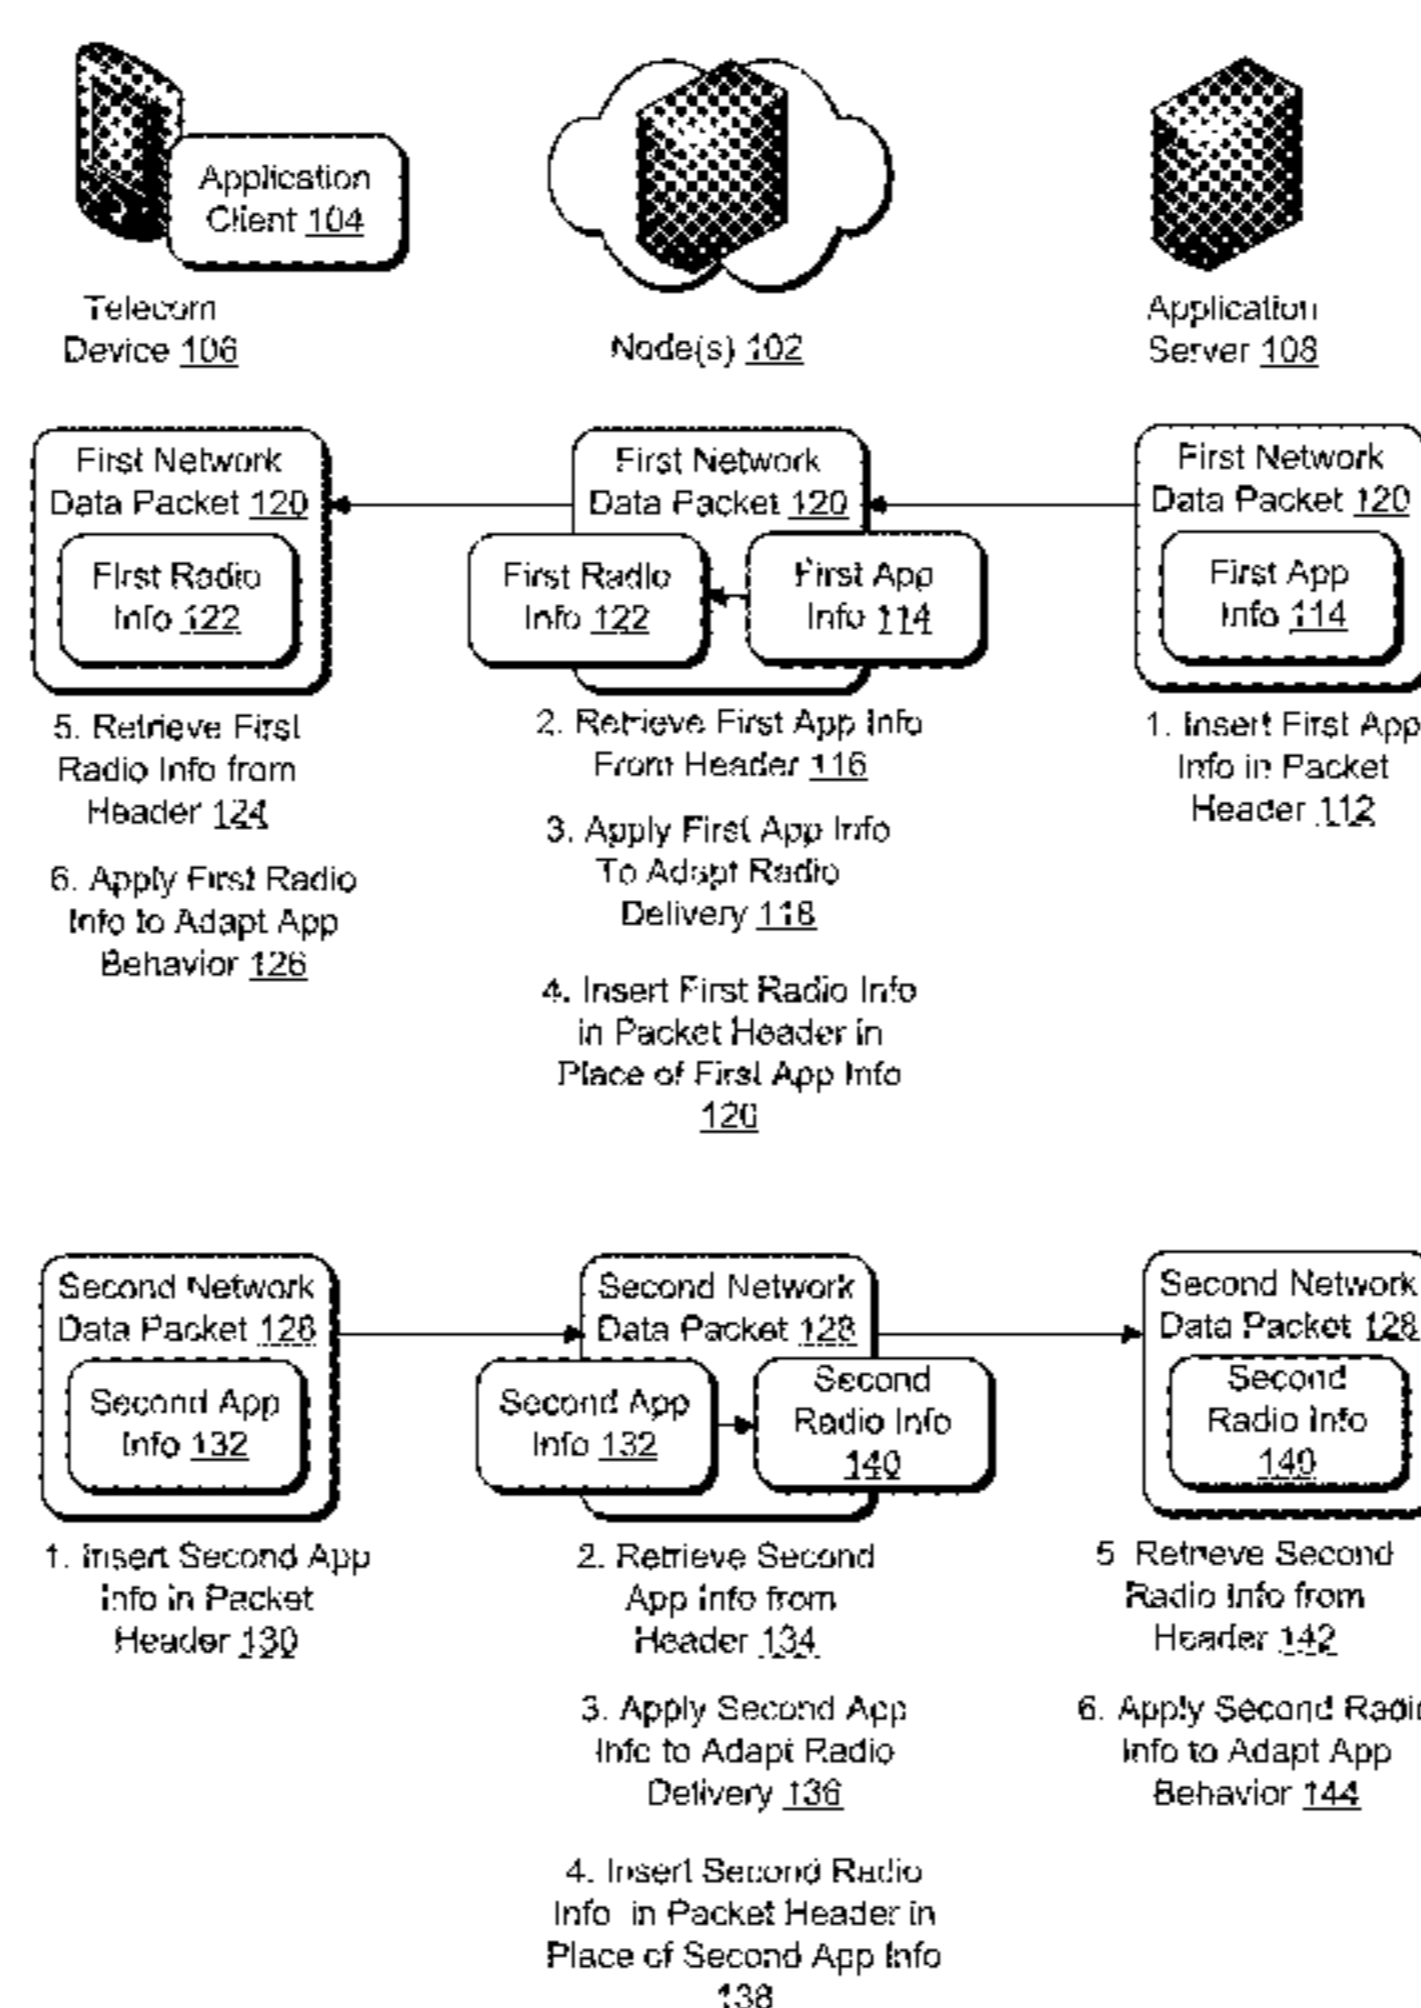 Application
Client 104
Telecom
Device 106
Node(s) 102
Application
Server 108
First Network
Data Packet 120
First Radio
Info 122
First Network
Data Packet 120
First Radio
Info 122
First App
Info 114
First Network
Data Packet 120
First App
Info 114
5. Retrieve First
Radio Info from
Header 124
6. Apply First Radio
Info to Adapt App
Behavior 126
2. Retrieve First App Info
From Header 116
3. Apply First App Info
To Adapt Radio
Delivery 118
4. Insert First Radio Info
in Packet Header in
Place of First App Info
120
1. Insert First App
Info in Packet
Header 112
Second Network
Data Packet 128
Second App
Info 132
Second Network
Data Packet 128
Second App
Info 132
Second
Radio Info
140
Second Network
Data Packet 128
Second
Radio Info
140
1. Insert Second App
Info in Packet
Header 130
2. Retrieve Second
App Info from
Header 134
3. Apply Second App
Info to Adapt Radio
Delivery 136
4. Insert Second Radio
Info in Packet Header in
Place of Second App Info
138
5 Retrieve Second
Radio Info from
Header 142
6. Apply Second Radio
Info to Adapt App
Behavior 144